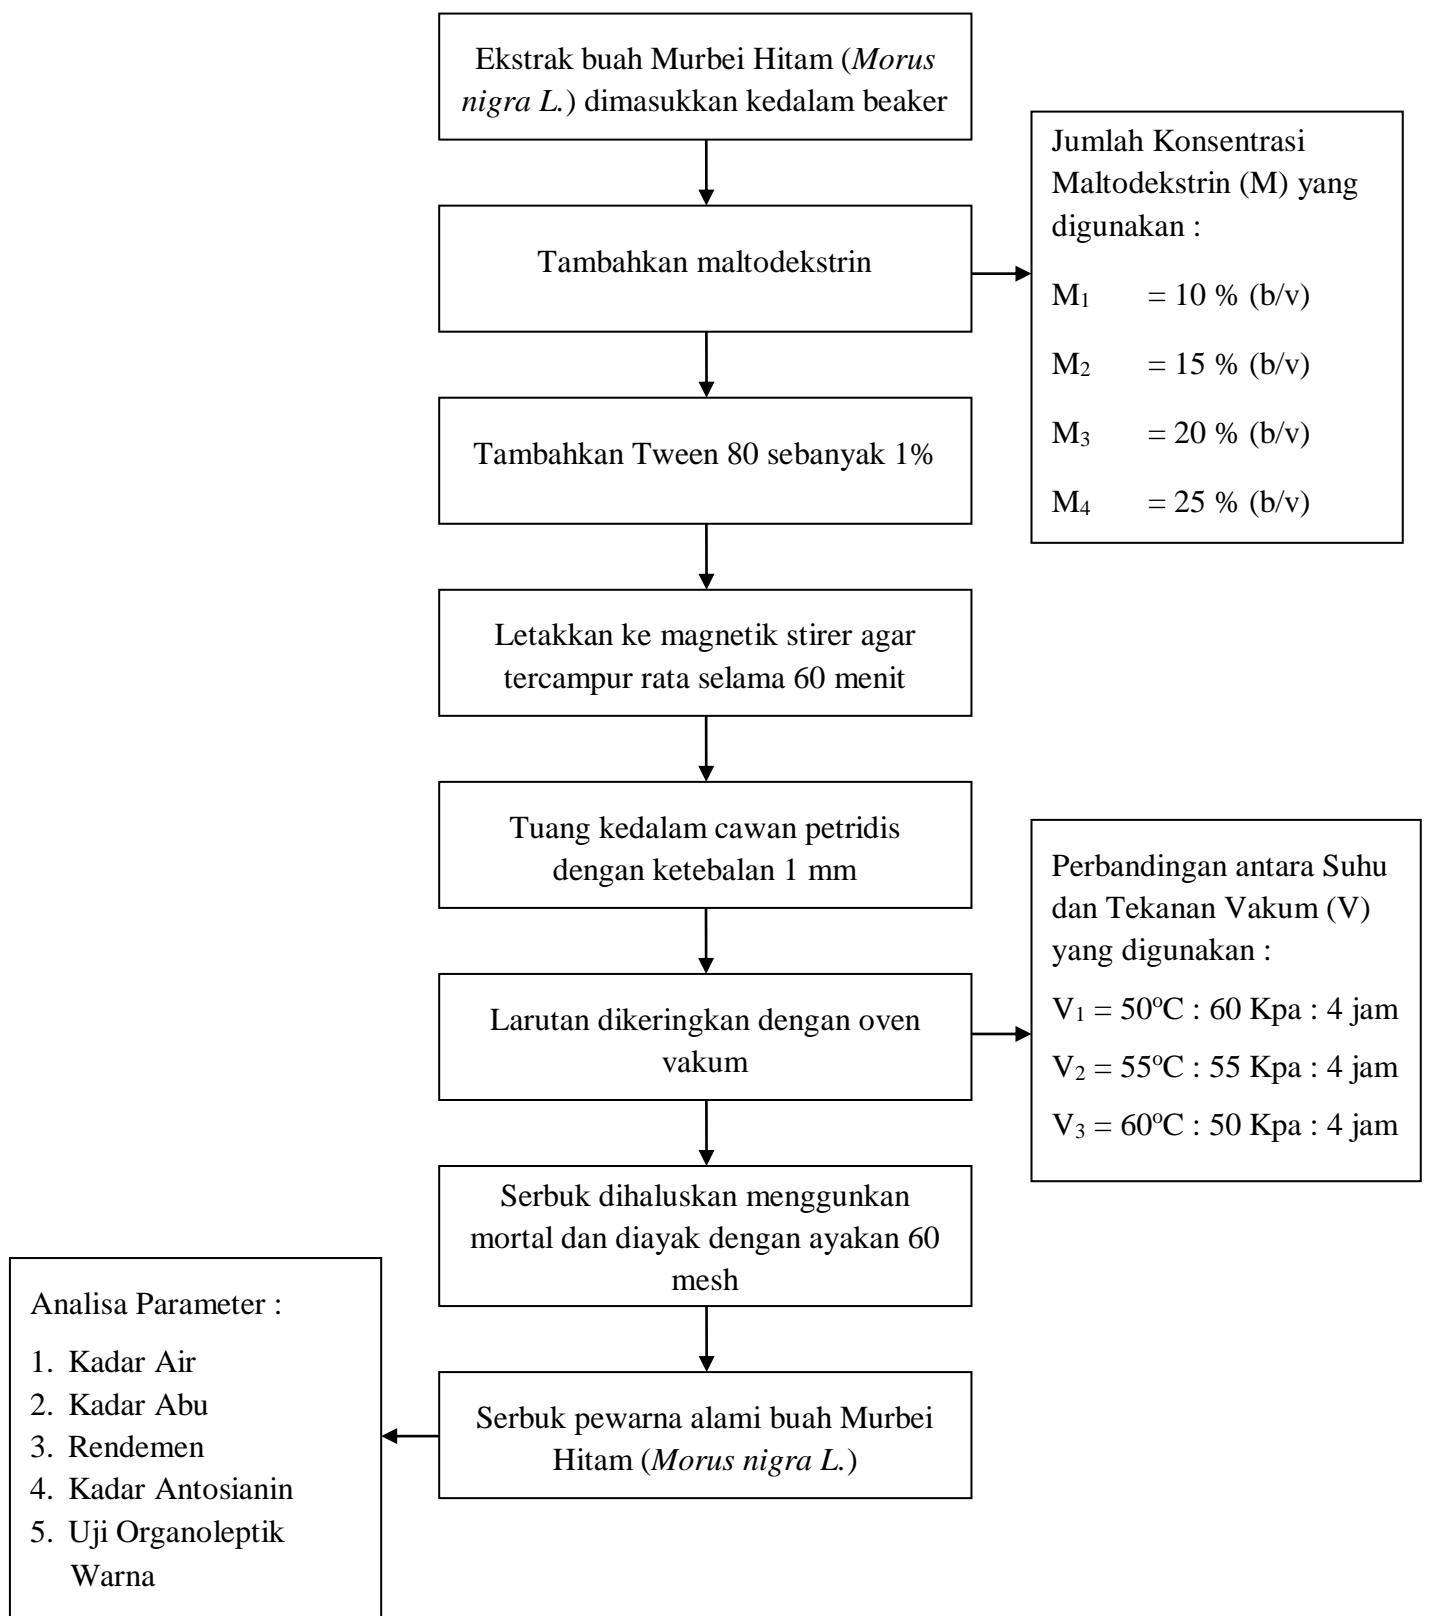 Ekstrak buah Murbei Hitam (Morus
nigra L.) dimasukkan kedalam beaker
Jumlah Konsentrasi
Maltodekstrin (M) yang
digunakan :
M₁ = 10 % (b/v)
M₂ = 15 % (b/v)
M₃ = 20 % (b/v)
M₄ = 25 % (b/v)
Tambahkan maltodekstrin
Tambahkan Tween 80 sebanyak 1%
Letakkan ke magnetik stirer agar
tercampur rata selama 60 menit
Tuang kedalam cawan petridis
dengan ketebalan 1 mm
Larutan dikeringkan dengan oven
vakum
Perbandingan antara Suhu
dan Tekanan Vakum (V)
yang digunakan :
V₁ = 50ºC : 60 Kpa : 4 jam
V₂ = 55ºC : 55 Kpa : 4 jam
V₃ = 60ºC : 50 Kpa : 4 jam
Serbuk dihaluskan menggunkan
mortal dan diayak dengan ayakan 60
mesh
Serbuk pewarna alami buah Murbei
Hitam (Morus nigra L.)
Analisa Parameter :
1. Kadar Air
2. Kadar Abu
3. Rendemen
4. Kadar Antosianin
5. Uji Organoleptik
Warna